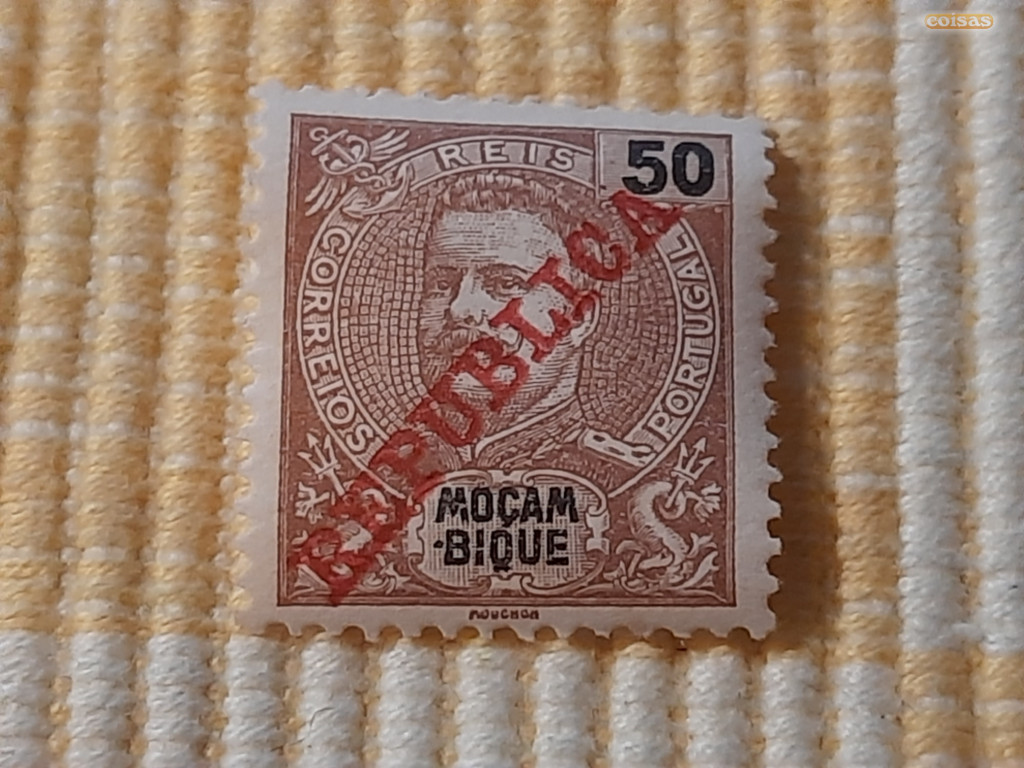 coisas
REIS
50
CORREIOS
PORTUGAL
REPUBLICA
MOÇAM
-BIQUE
MOUCHON